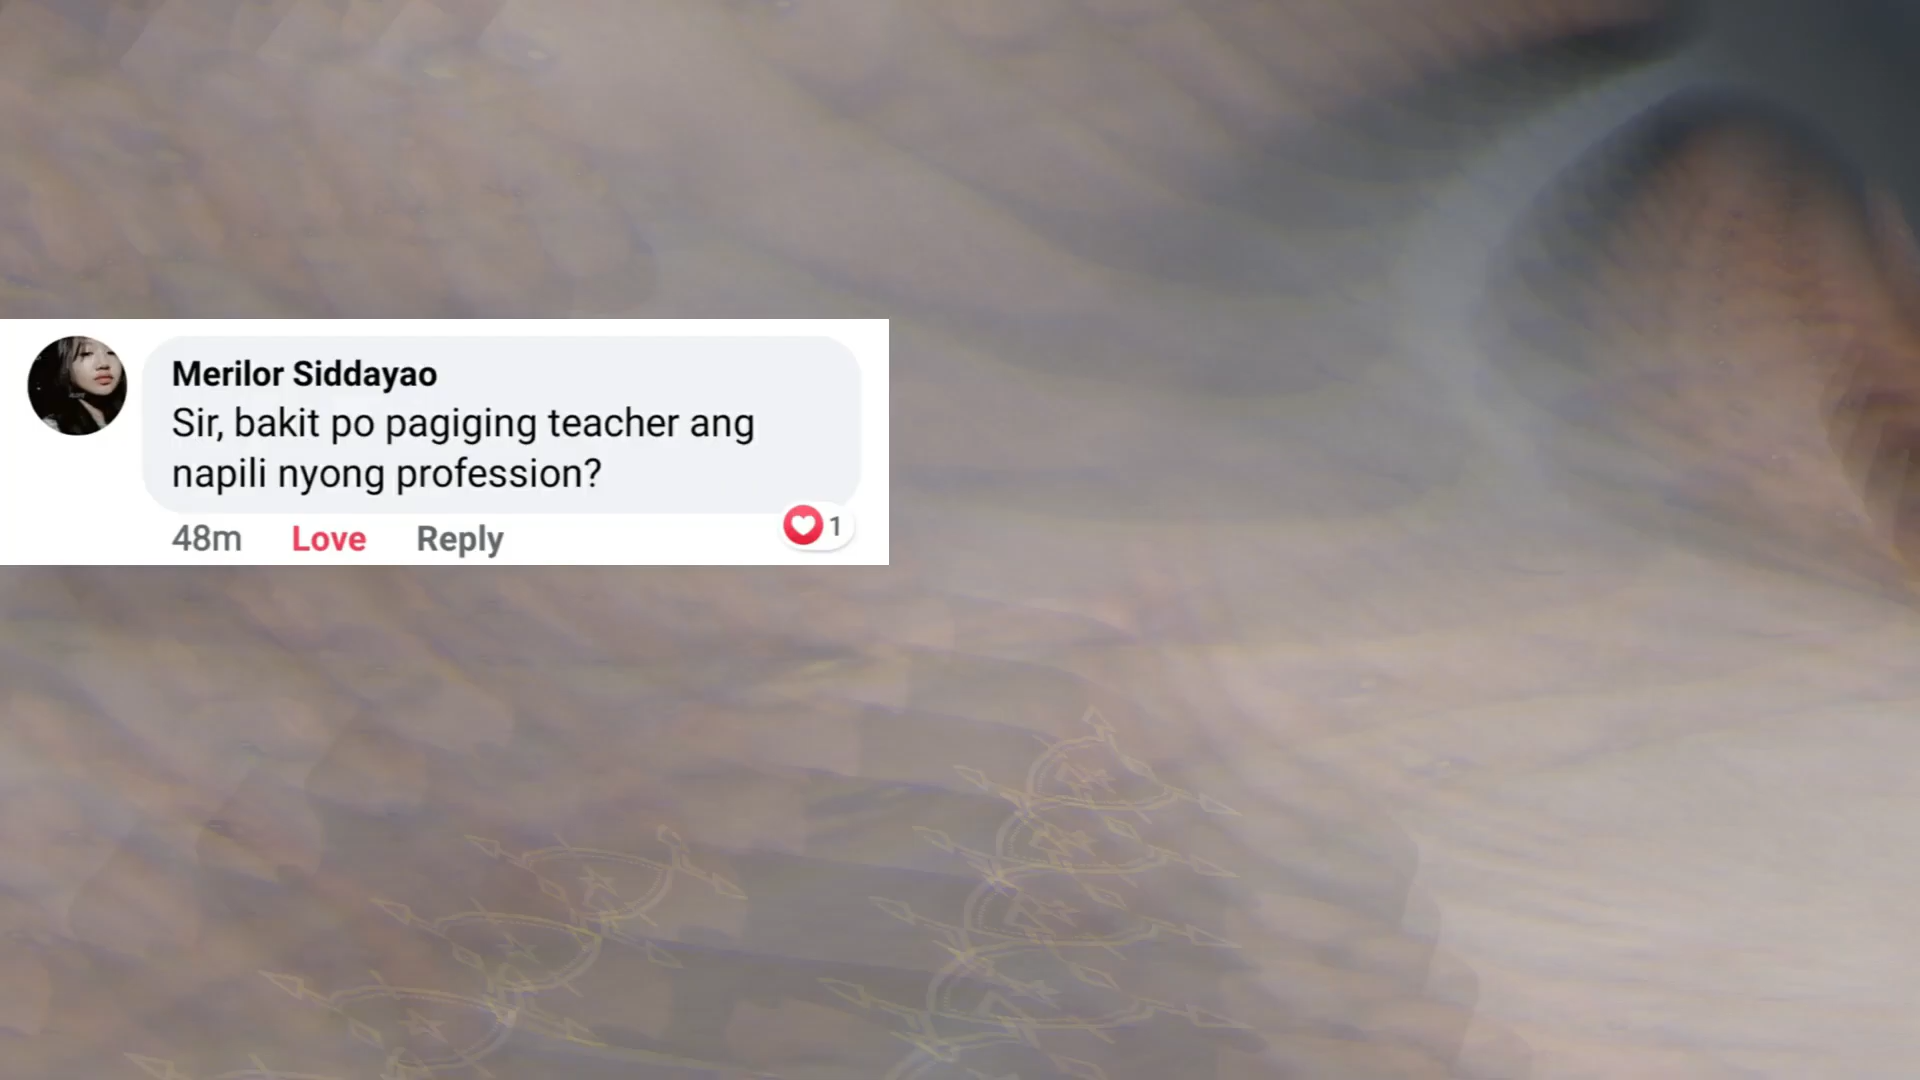 Merilor Siddayao
Sir, bakit po pagiging teacher ang
napili nyong profession?
48m Love Reply 1